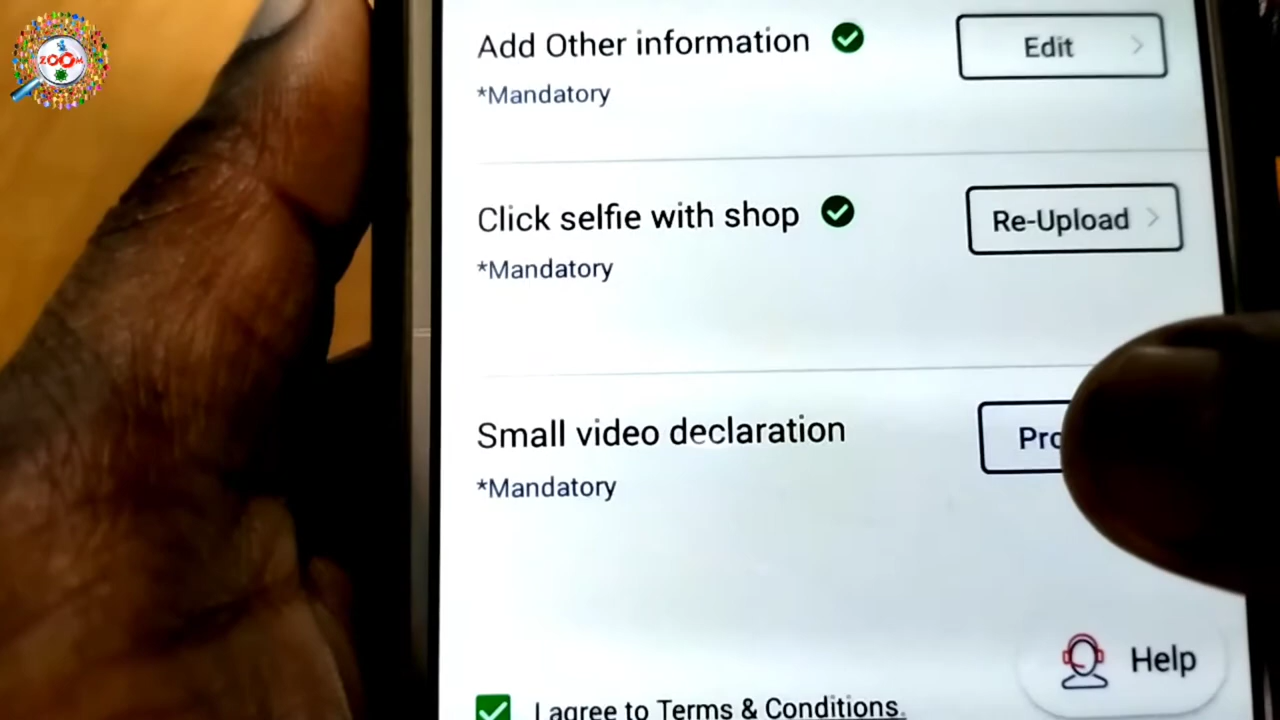 ZOOM
Add Other information
Edit
*Mandatory
Click selfie with shop
Re-Upload
*Mandatory
Small video declaration
*Mandatory
Help
I agree to Terms & Conditions.